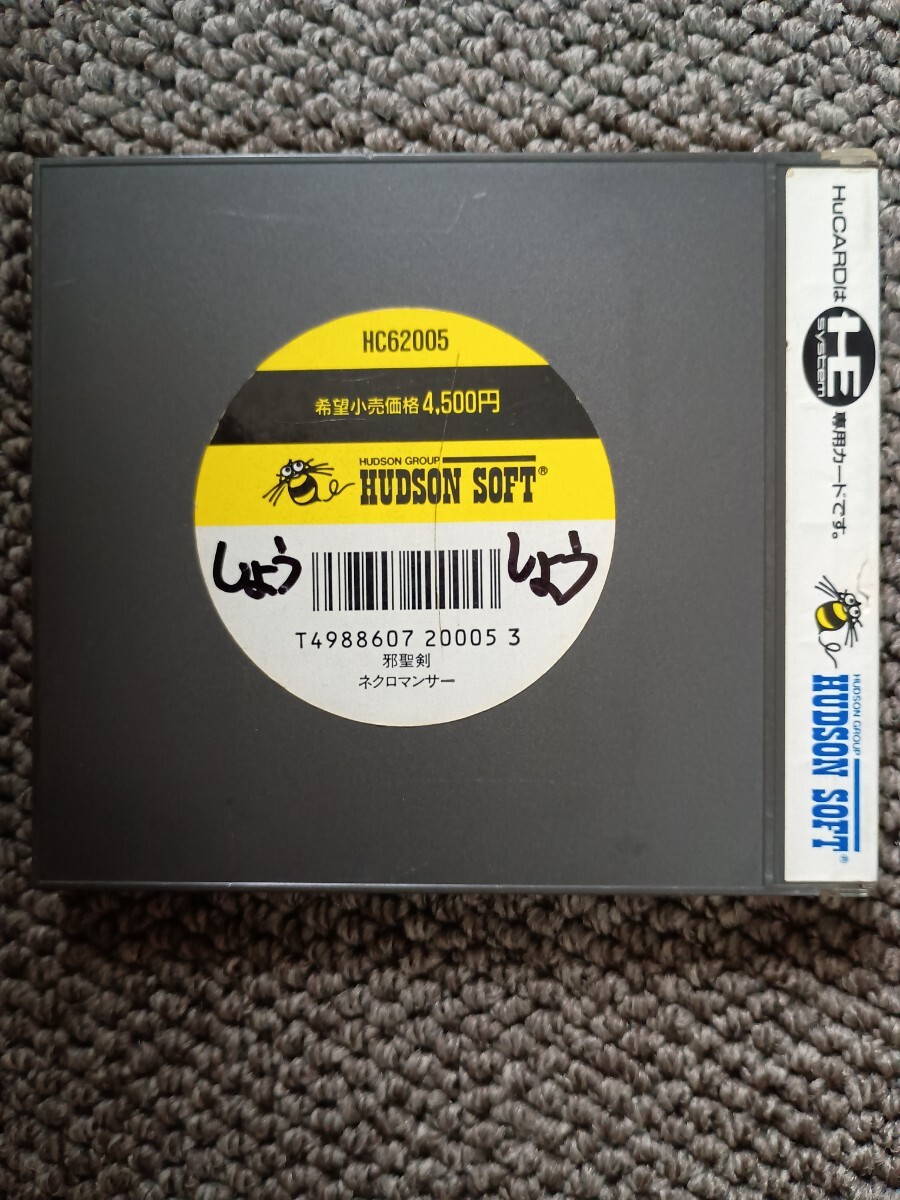 HC62005
希望小売価格 4,500円
HUDSON GROUP
HUDSON SOFT®
しょう
しょう
T4988607 20005 3
邪聖剣
ネクロマンサー
HuCARDは HE system 専用カードです。
HUDSON GROUP
HUDSON SOFT®